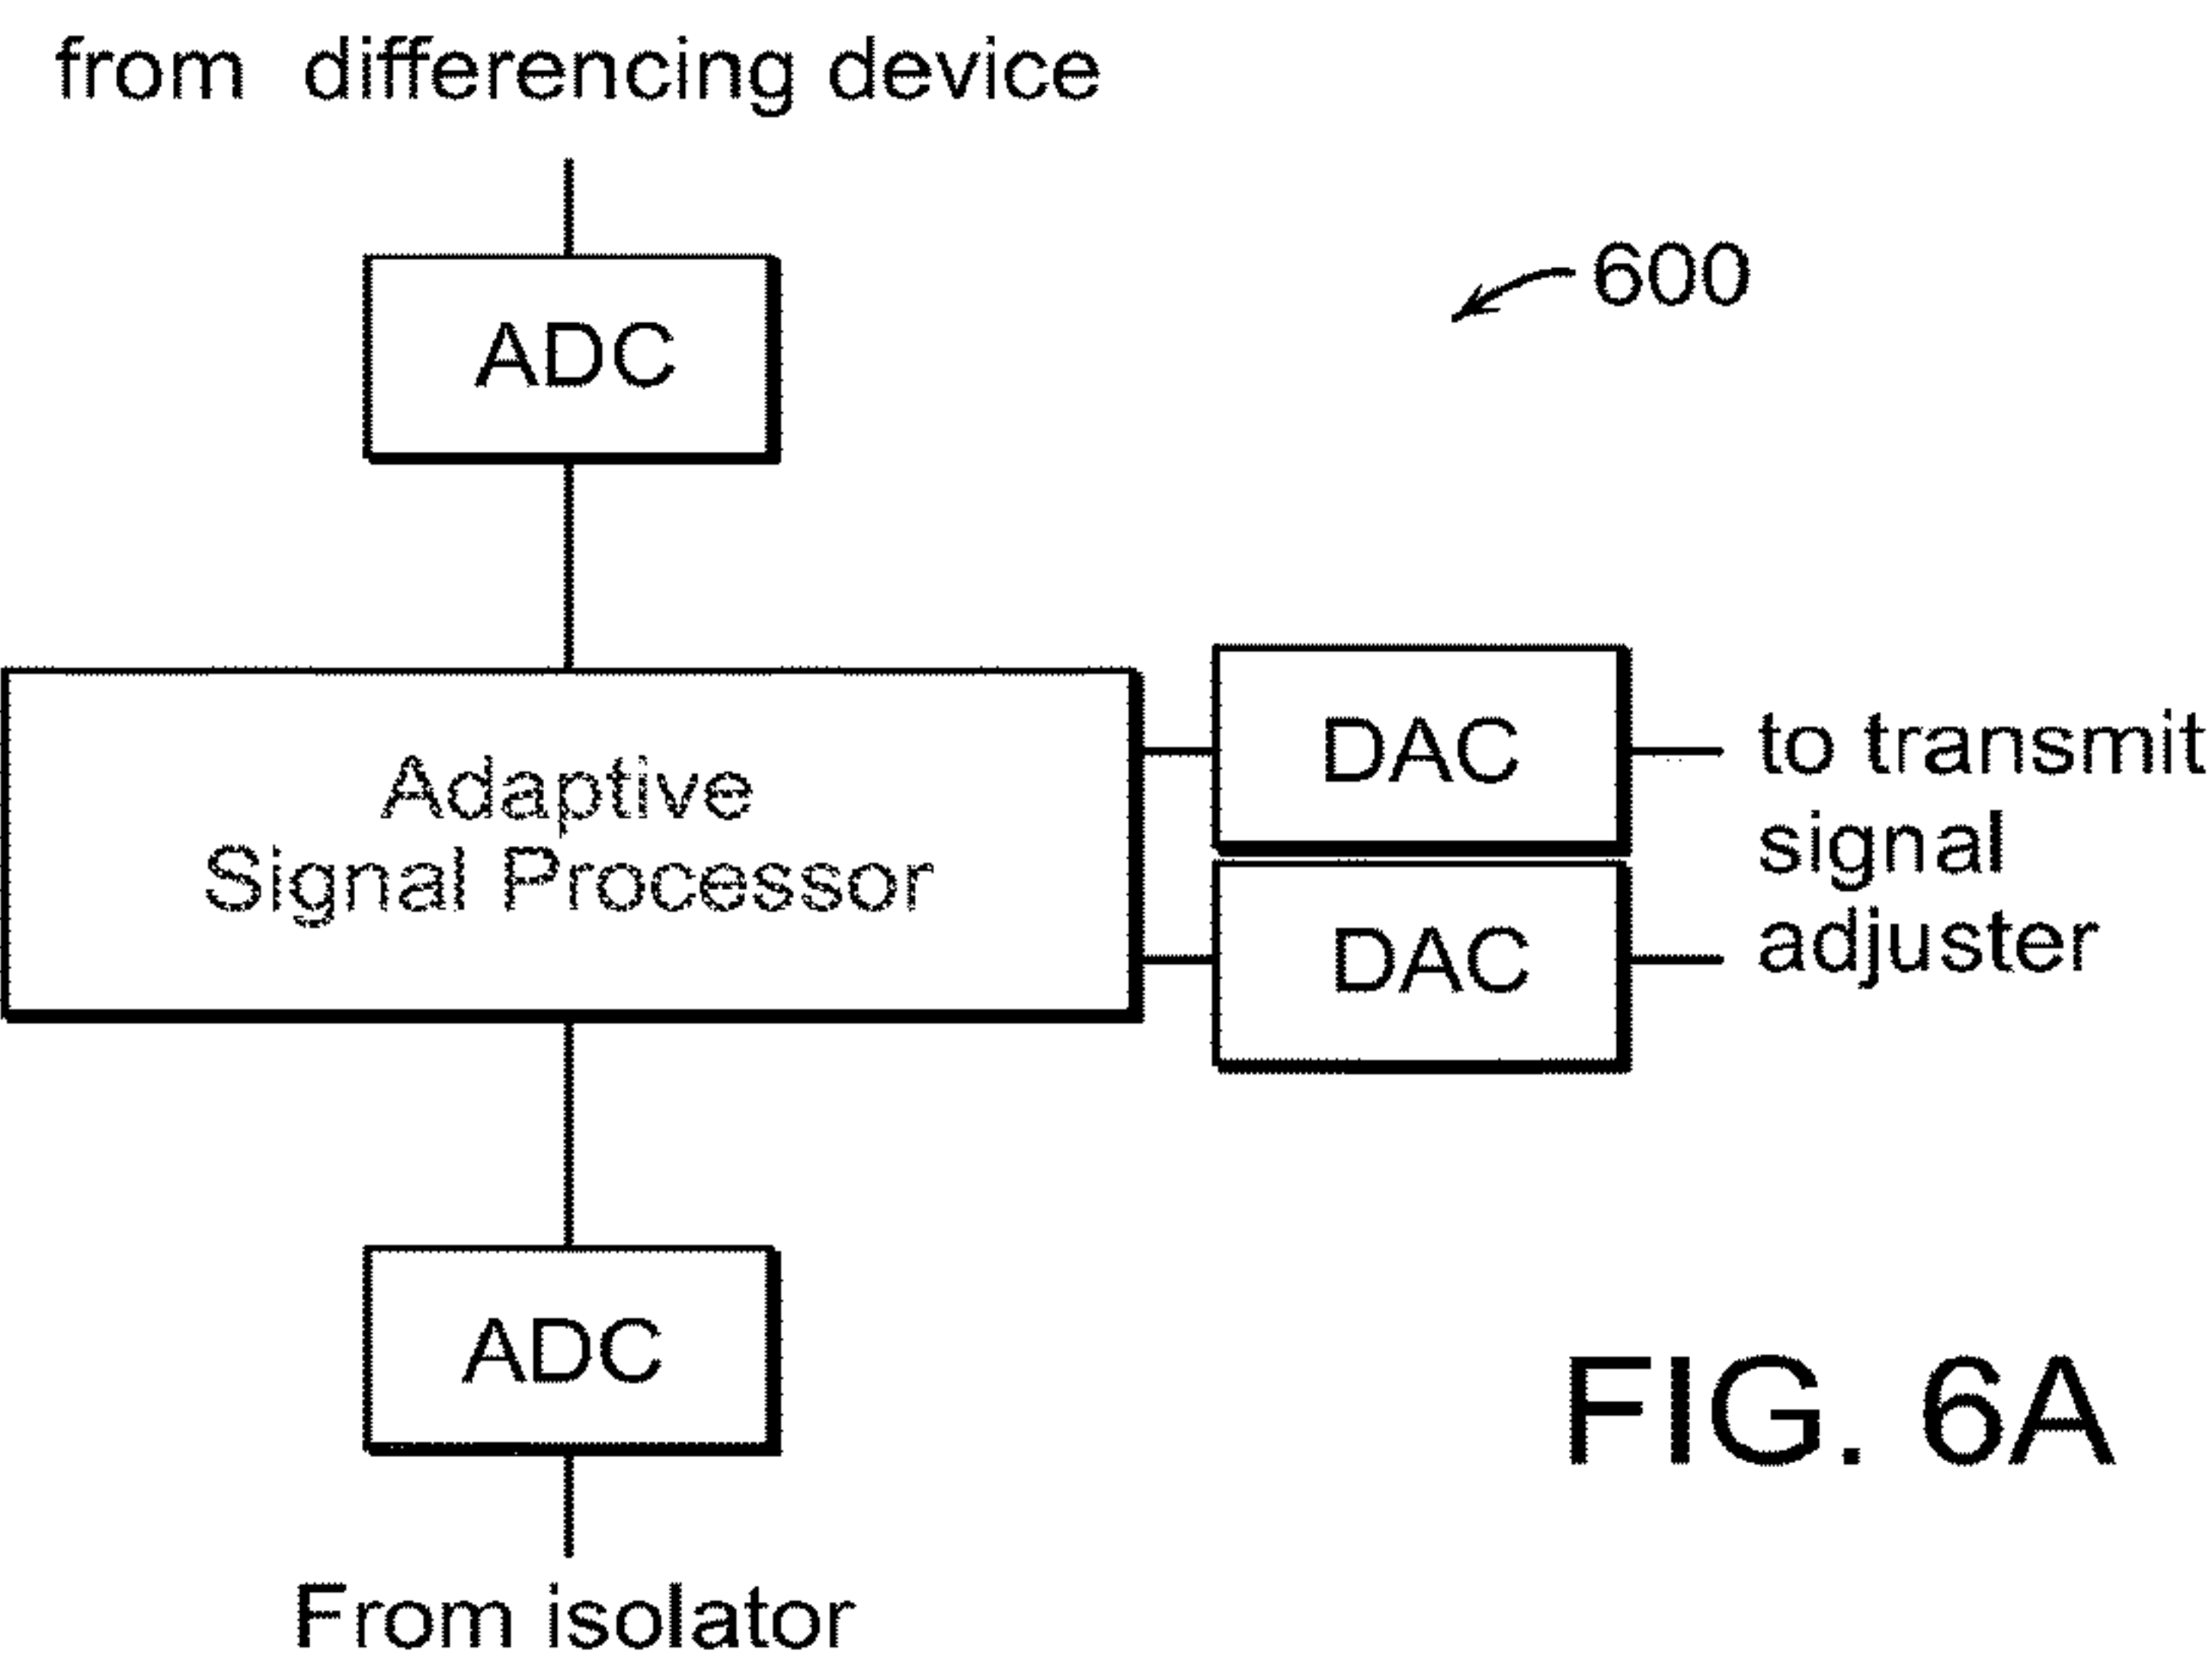 from differencing device
600
ADC
Adaptive
Signal Processor
DAC
DAC
to transmit
signal
adjuster
ADC
From isolator
FIG. 6A